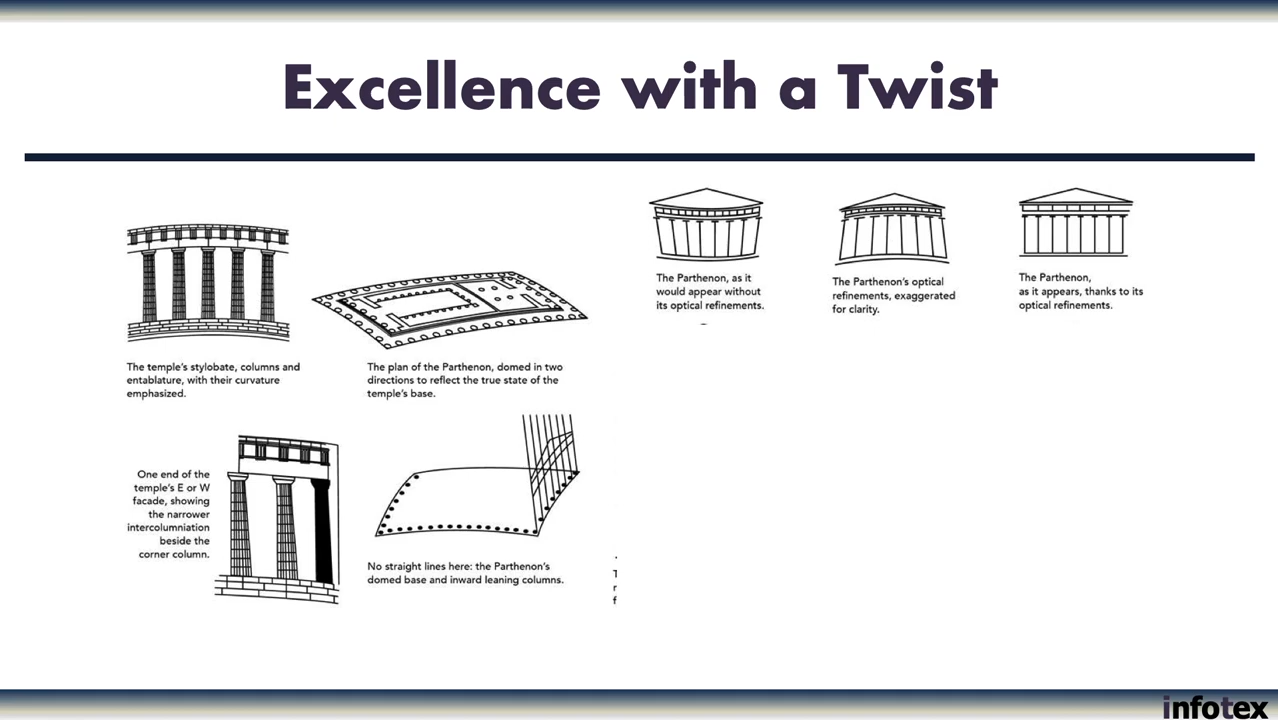 Excellence with a Twist
The temple's stylobate, columns and
entablature, with their curvature
emphasized.
The plan of the Parthenon, domed in two
directions to reflect the true state of the
temple's base.
The Parthenon, as it
would appear without
its optical refinements.
The Parthenon's optical
refinements, exaggerated
for clarity.
The Parthenon,
as it appears, thanks to its
optical refinements.
One end of the
temple's E or W
facade, showing
the narrower
intercolumniation
beside the
corner column.
No straight lines here: the Parthenon's
domed base and inward leaning columns.
T
r
f
infotex